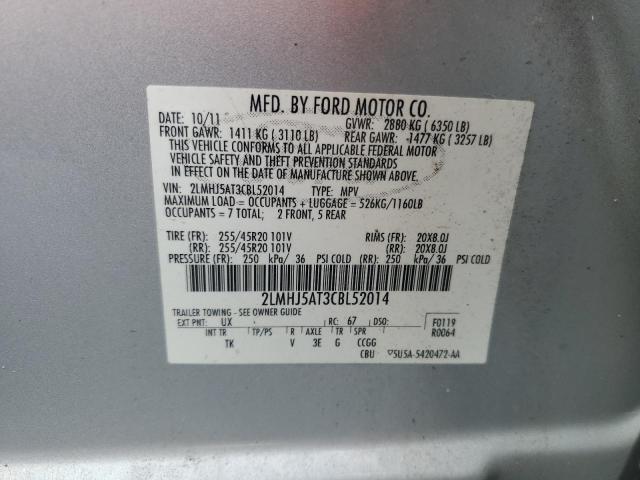 MFD. BY FORD MOTOR CO.
DATE: 10/11 GVWR: 2880 KG ( 6350 LB)
FRONT GAWR: 1411 KG ( 3110 LB) REAR GAWR: 1477 KG ( 3257 LB)
THIS VEHICLE CONFORMS TO ALL APPLICABLE FEDERAL MOTOR
VEHICLE SAFETY AND THEFT PREVENTION STANDARDS
IN EFFECT ON THE DATE OF MANUFACTURE SHOWN ABOVE.
VIN: 2LMHJ5AT3CBL52014 TYPE: MPV
MAXIMUM LOAD = OCCUPANTS + LUGGAGE = 526KG/1160LB
OCCUPANTS = 7 TOTAL; 2 FRONT, 5 REAR
TIRE (FR): 255/45R20 101V RIMS (FR): 20X8.0J
(RR): 255/45R20 101V (RR): 20X8.0J
PRESSURE (FR): 250 kPa/ 36 PSI COLD (RR): 250 kPa/ 36 PSI COLD
2LMHJ5AT3CBL52014
TRAILER TOWING - SEE OWNER GUIDE
EXT PNT: UX RC: 67 DSO: F0119
R0064
INT TR TP/PS R AXLE TR SPR
TK V 3E G CCGG
CBU ▽5U5A-5420472-AA